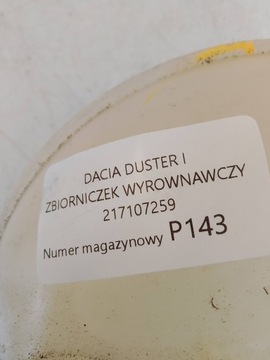 DACIA DUSTER I
ZBIORNICZEK WYROWNAWCZY
217107259
Numer magazynowy P143